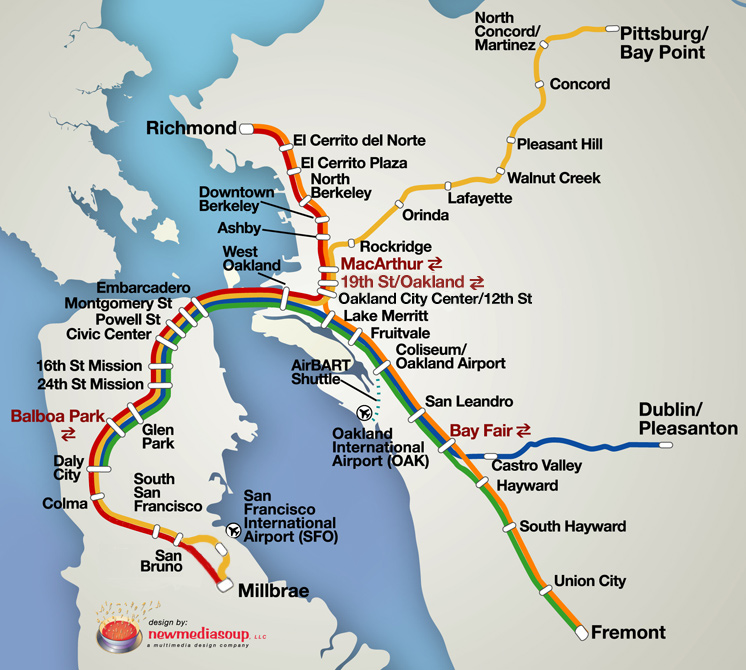 North
Concord/
Martinez
Pittsburg/
Bay Point
Concord
Richmond
El Cerrito del Norte
Pleasant Hill
El Cerrito Plaza
North
Berkeley
Walnut Creek
Downtown
Berkeley
Lafayette
Orinda
Ashby
Rockridge
West
Oakland
MacArthur
19th St/Oakland
Oakland City Center/12th St
Embarcadero
Montgomery St
Powell St
Civic Center
Lake Merritt
Fruitvale
Coliseum/
Oakland Airport
16th St Mission
24th St Mission
AirBART
Shuttle
San Leandro
Balboa Park
Glen
Park
Oakland
International
Airport (OAK)
Bay Fair
Dublin/
Pleasanton
Daly
City
Castro Valley
Hayward
Colma
South
San
Francisco
San
Francisco
International
Airport (SFO)
South Hayward
San
Bruno
Union City
Millbrae
Fremont
design by:
newmediasoup, LLC
a multimedia design company